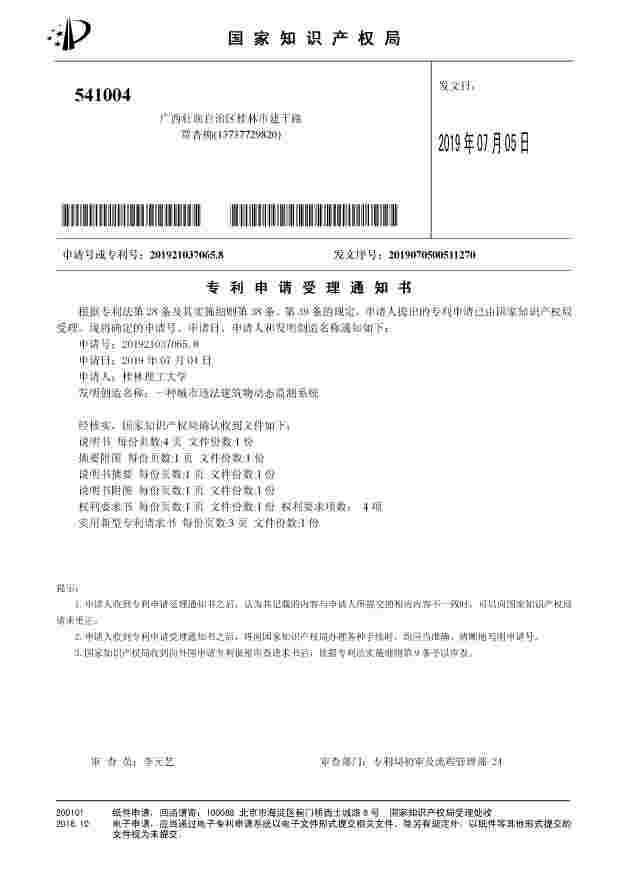 国家知识产权局
541004
发文日：
广西壮族自治区桂林市建干路
(13737729820)
2019年07月05日
申请号或专利号：201921037065.8 发文序号：2019070500511270
专利申请受理通知书
根据专利法第28条及其实施细则第38条、第39条的规定，申请人提出的专利申请已由国家知识产权局
受理。现将确定的申请号、申请日、申请人和发明创造名称通知如下：
申请号：201921037065.8
申请日：2019年07月04日
申请人：桂林理工大学
发明创造名称：一种城市违法建筑物动态监测系统
经核实，国家知识产权局确认收到文件如下：
说明书 每份页数:4页 文件份数:1份
摘要附图 每份页数:1页 文件份数:1份
说明书摘要 每份页数:1页 文件份数:1份
说明书附图 每份页数:1页 文件份数:1份
权利要求书 每份页数:1页 文件份数:1份 权利要求项数： 4项
实用新型专利请求书 每份页数:3页 文件份数:1份
提示：
1.申请人收到专利申请受理通知书之后，认为其记载的内容与申请人所提交的相应内容不一致时，可以向国家知识产权局
请求更正。
2.申请人收到专利申请受理通知书之后，再向国家知识产权局办理各种手续时，均应当准确、清晰地写明申请号。
3.国家知识产权局收到向外国申请专利保密审查请求书后，依据专利法实施细则第9条予以审查。
审 查 员：李元艺 审查部门：专利局初审及流程管理部-24
200101 纸件申请，回函请寄：100088 北京市海淀区蓟门桥西土城路6号 国家知识产权局受理处收
2018.10 电子申请，应当通过电子专利申请系统以电子文件形式提交相关文件。除另有规定外，以纸件等其他形式提交的
文件视为未提交。